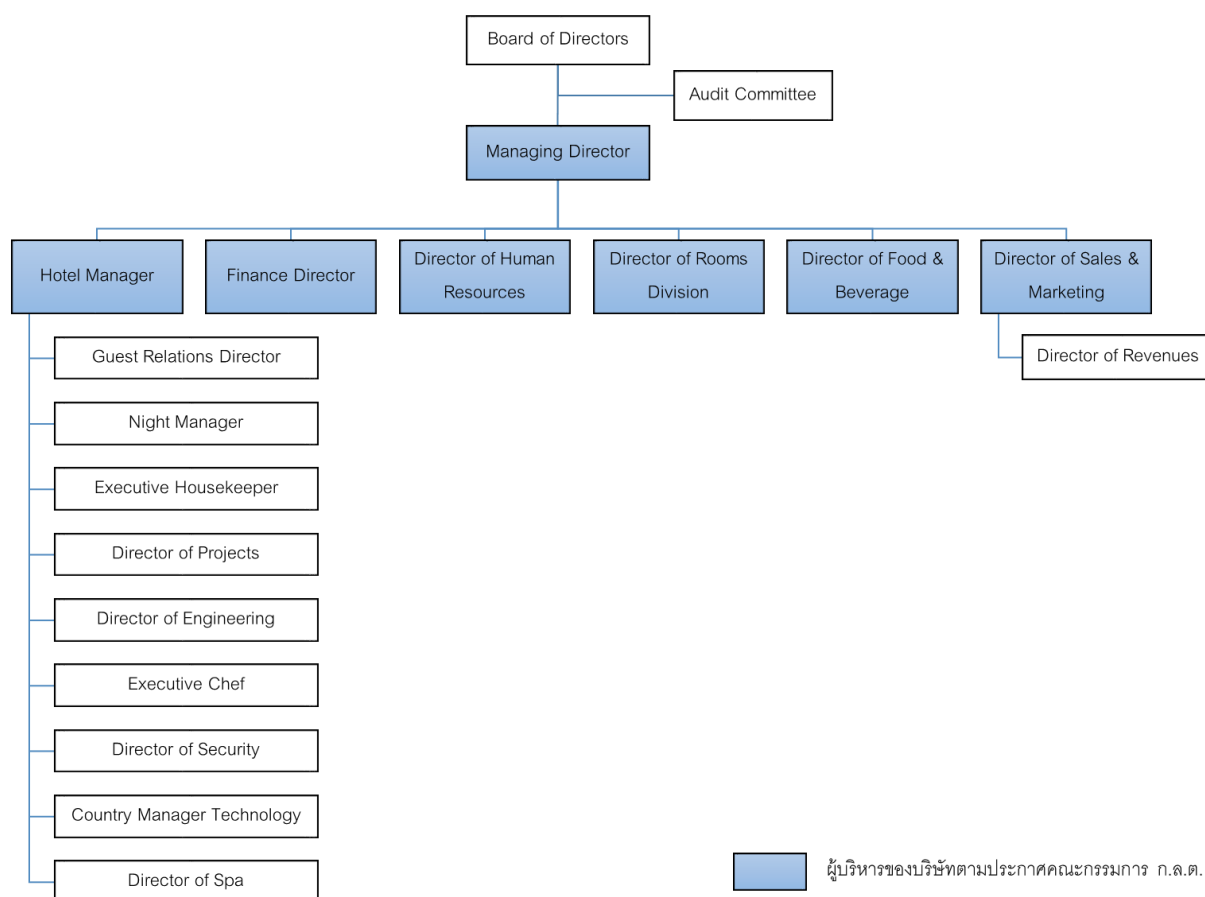 Board of Directors
Audit Committee
Managing Director
Hotel Manager
Finance Director
Director of Human
Resources
Director of Rooms
Division
Director of Food &
Beverage
Director of Sales &
Marketing
Guest Relations Director
Director of Revenues
Night Manager
Executive Housekeeper
Director of Projects
Director of Engineering
Executive Chef
Director of Security
Country Manager Technology
Director of Spa
ผู้บริหารของบริษัทตามประกาศคณะกรรมการ ก.ล.ต.